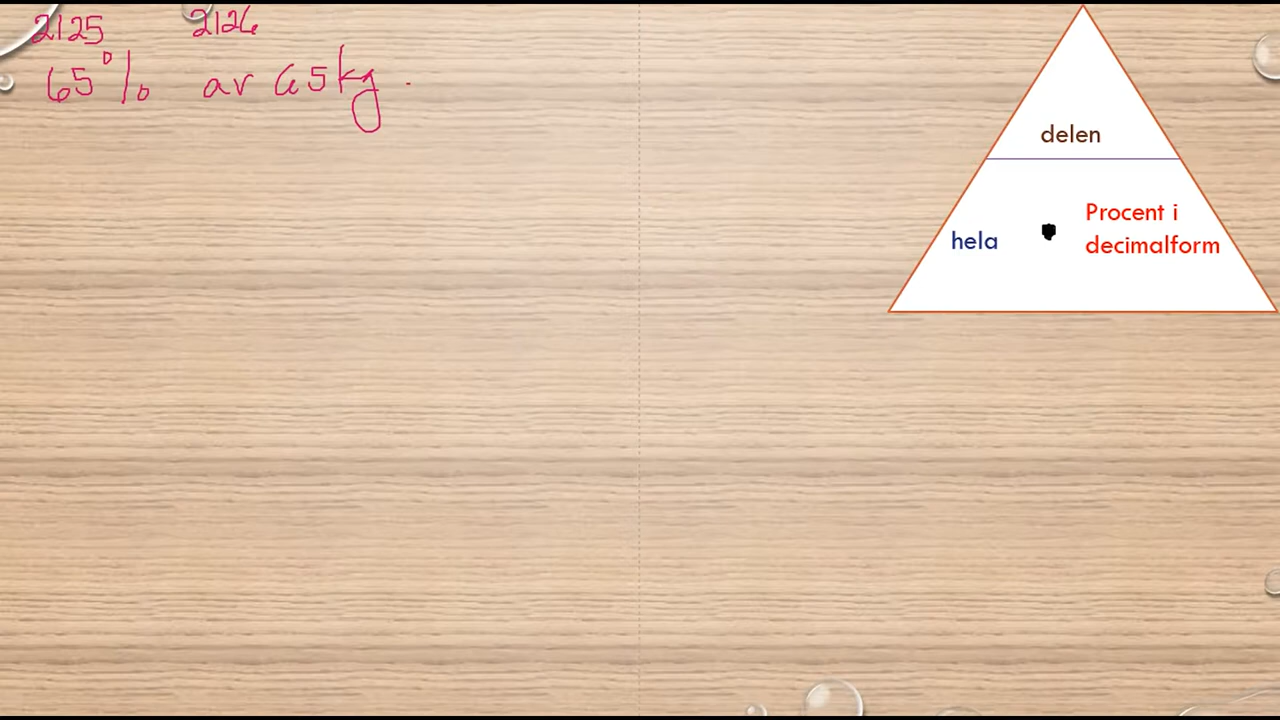 2125 2126
65% av 65kg.
delen
hela
Procent i
decimalform